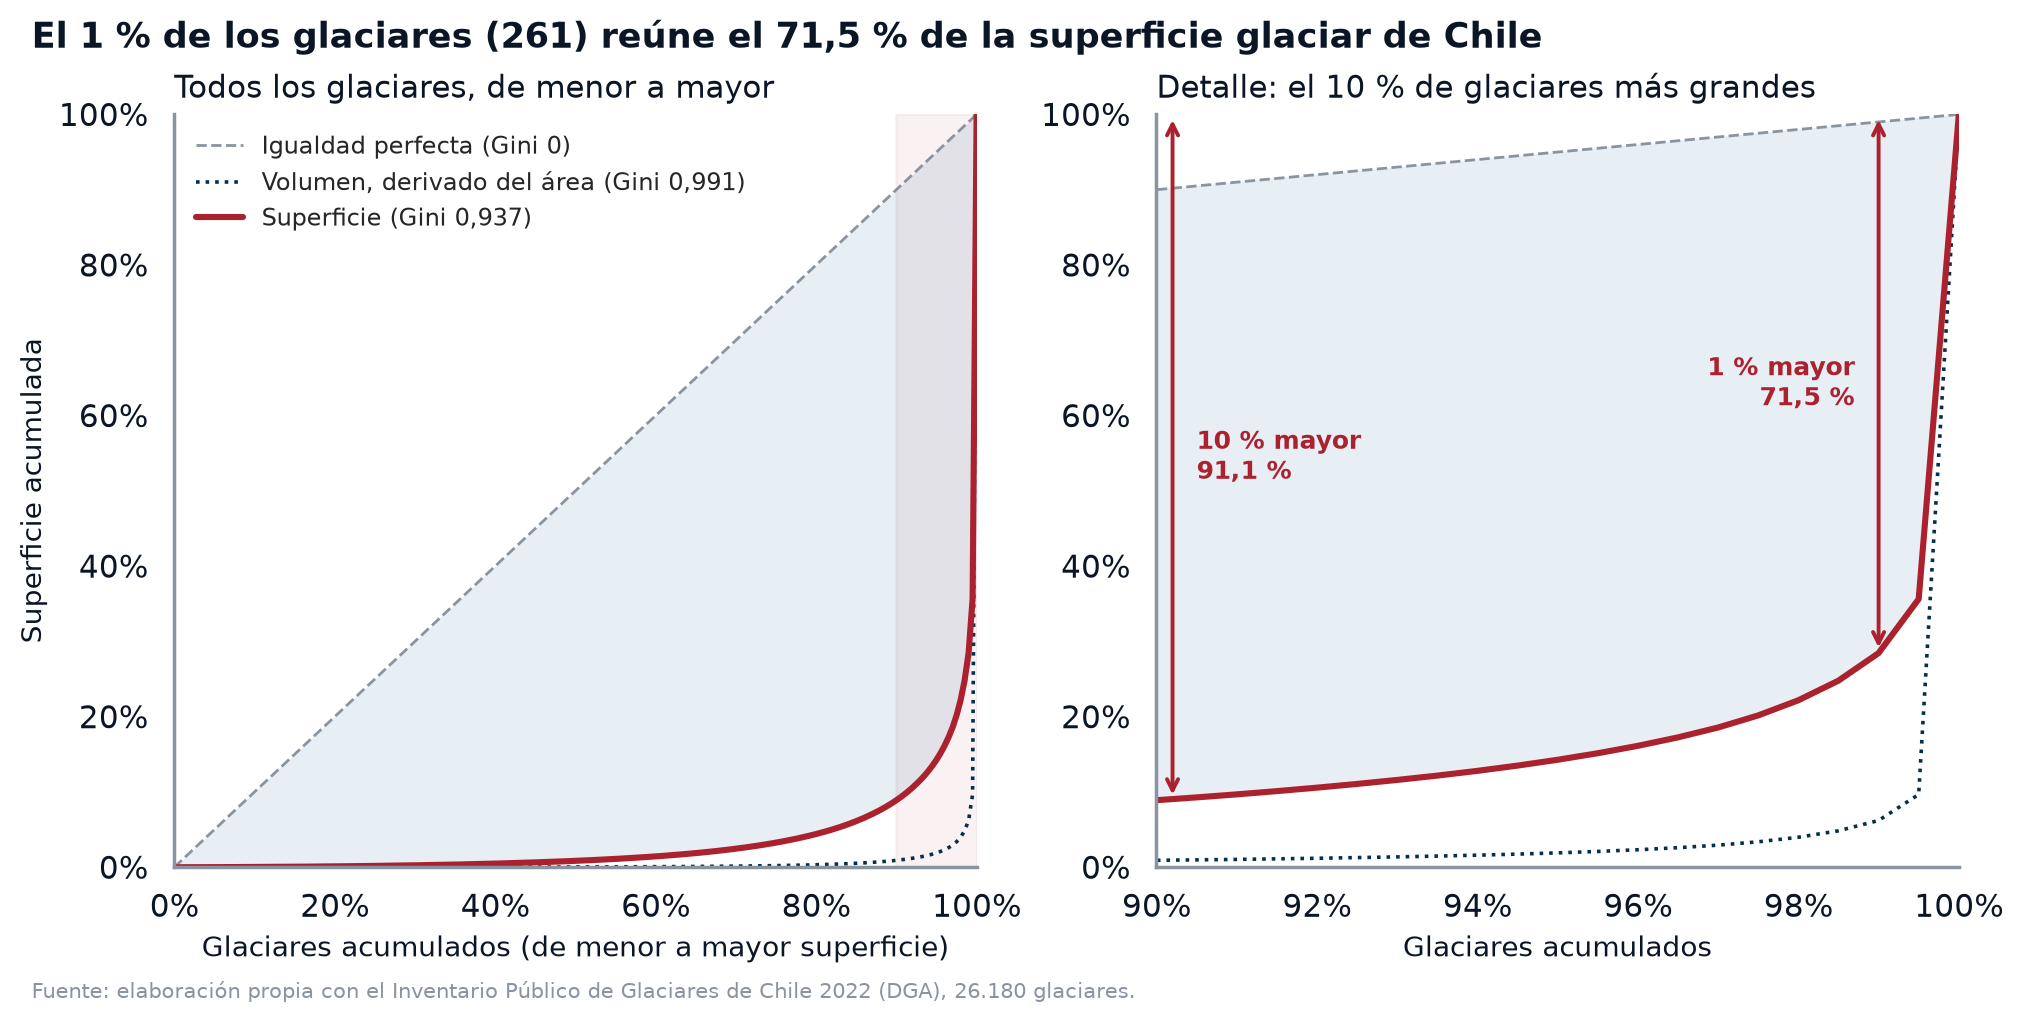 El 1 % de los glaciares (261) reúne el 71,5 % de la superficie glaciar de Chile
Todos los glaciares, de menor a mayor
100%
80%
60%
40%
20%
0%
Superficie acumulada
Igualdad perfecta (Gini 0)
Volumen, derivado del área (Gini 0,991)
Superficie (Gini 0,937)
0%
20%
40%
60%
80%
100%
Glaciares acumulados (de menor a mayor superficie)
Detalle: el 10 % de glaciares más grandes
100%
80%
60%
40%
20%
0%
1 % mayor
71,5 %
10 % mayor
91,1 %
90%
92%
94%
96%
98%
100%
Glaciares acumulados
Fuente: elaboración propia con el Inventario Público de Glaciares de Chile 2022 (DGA), 26.180 glaciares.